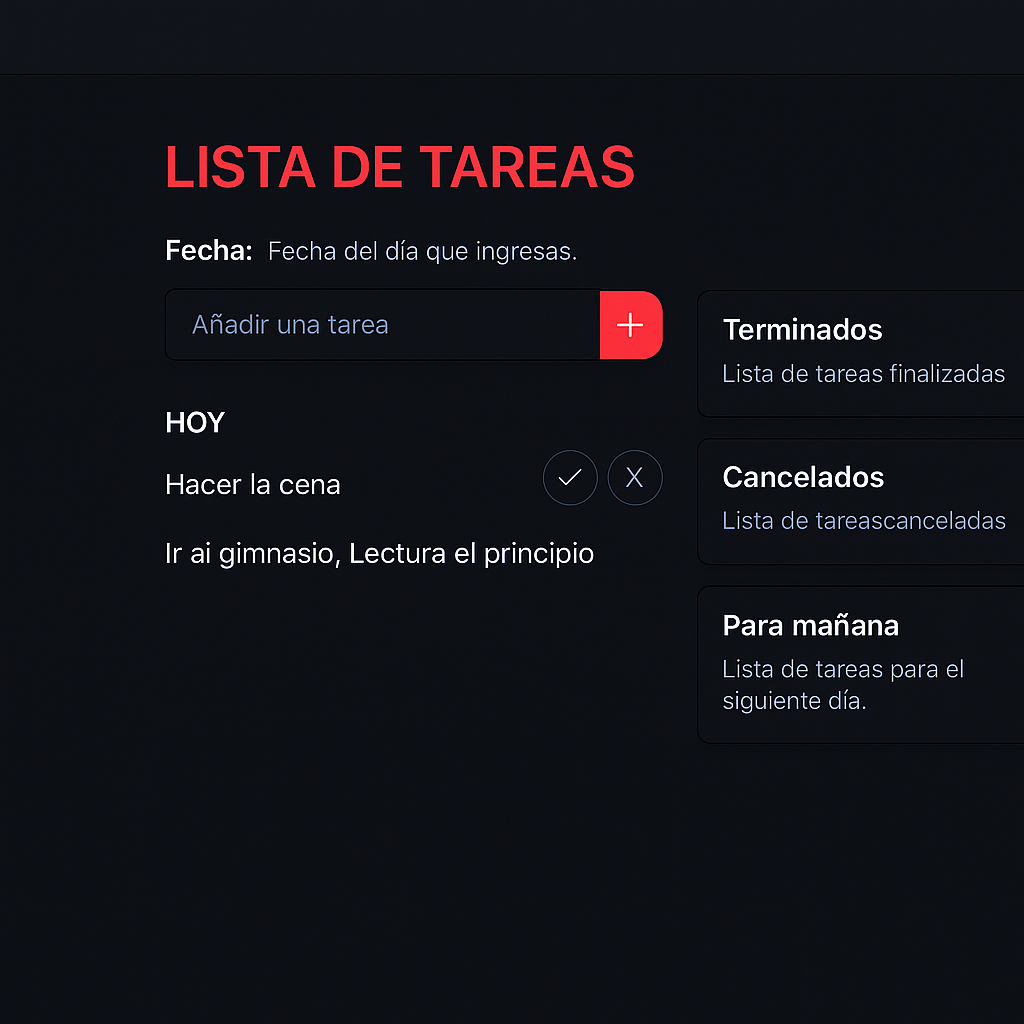 LISTA DE TAREAS
Fecha: Fecha del día que ingresas.
Añadir una tarea
HOY
Hacer la cena
X
Ir ai gimnasio, Lectura el principio
Terminados
Lista de tareas finalizadas
Cancelados
Lista de tareascanceladas
Para mañana
Lista de tareas para el
siguiente día.